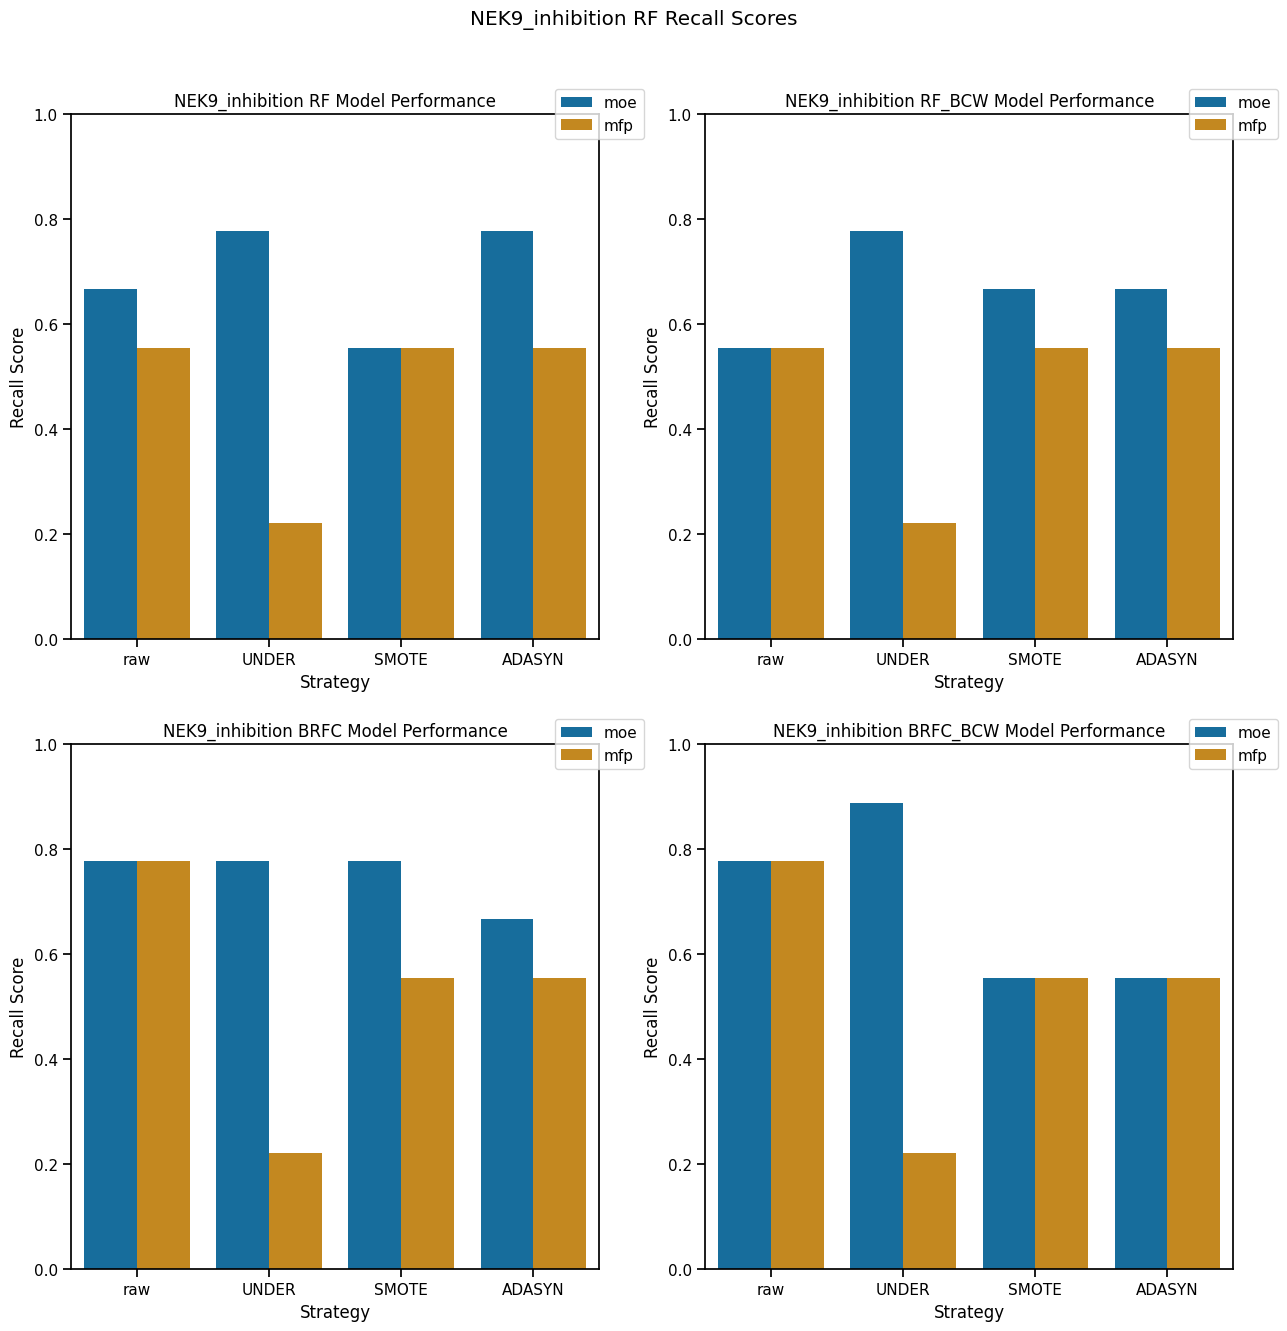 NEK9_inhibition RF Recall Scores
NEK9_inhibition RF Model Performance
moe
mfp
1.0
0.8
0.6
0.4
0.2
0.0
Recall Score
raw UNDER SMOTE ADASYN
Strategy
NEK9_inhibition RF_BCW Model Performance
moe
mfp
1.0
0.8
0.6
0.4
0.2
0.0
Recall Score
raw UNDER SMOTE ADASYN
Strategy
NEK9_inhibition BRFC Model Performance
moe
mfp
1.0
0.8
0.6
0.4
0.2
0.0
Recall Score
raw UNDER SMOTE ADASYN
Strategy
NEK9_inhibition BRFC_BCW Model Performance
moe
mfp
1.0
0.8
0.6
0.4
0.2
0.0
Recall Score
raw UNDER SMOTE ADASYN
Strategy